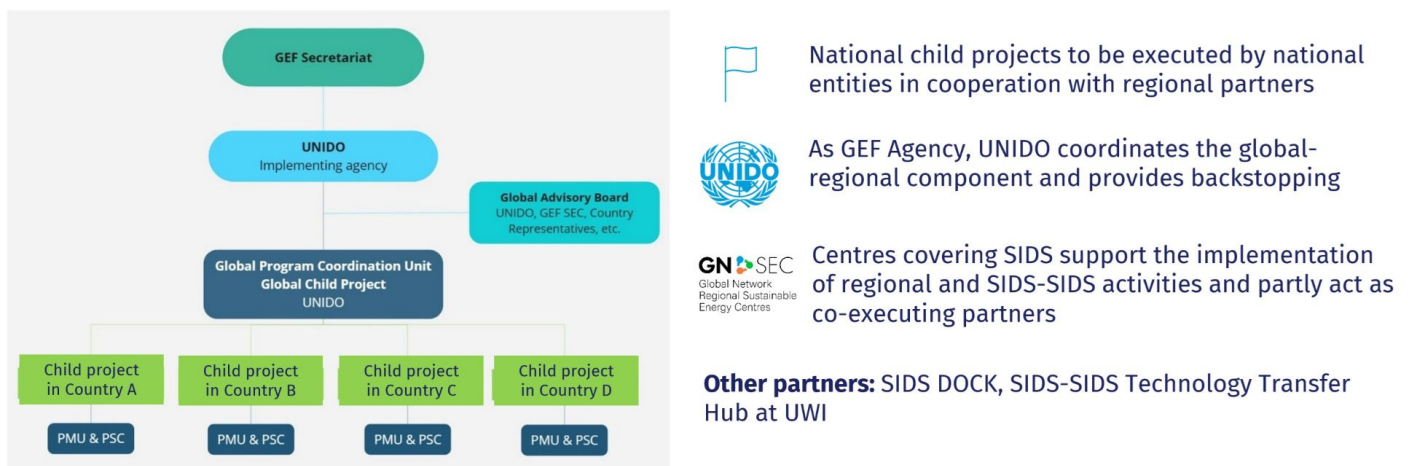 GEF Secretariat
UNIDO
Implementing agency
Global Advisory Board
UNIDO, GEF SEC, Country
Representatives, etc.
Global Program Coordination Unit
Global Child Project
UNIDO
Child project
in Country A
Child project
in Country B
Child project
in Country C
Child project
in Country D
PMU & PSC
PMU & PSC
PMU & PSC
PMU & PSC
National child projects to be executed by national
entities in cooperation with regional partners
UNIDO
As GEF Agency, UNIDO coordinates the global-
regional component and provides backstopping
GN SEC
Global Network
Regional Sustainable
Energy Centres
Centres covering SIDS support the implementation
of regional and SIDS-SIDS activities and partly act as
co-executing partners
Other partners: SIDS DOCK, SIDS-SIDS Technology Transfer
Hub at UWI